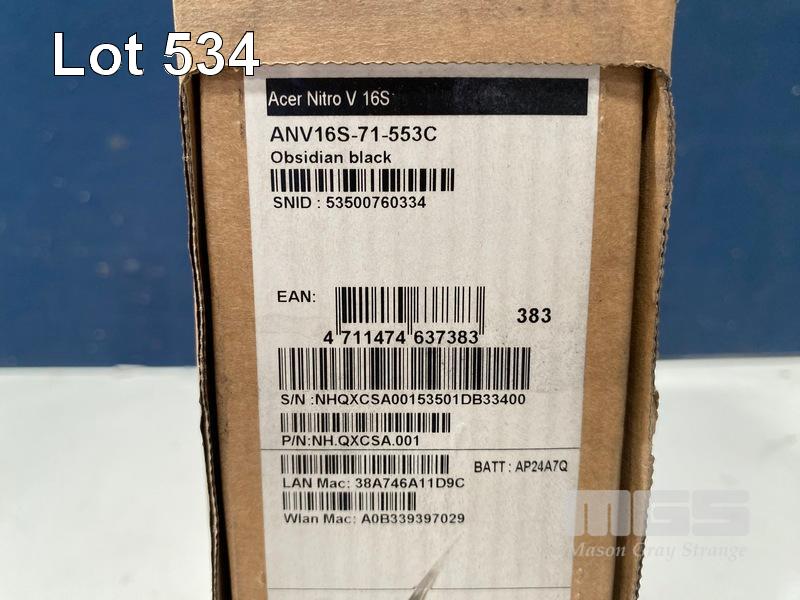 Lot 534
Acer Nitro V 16S
ANV16S-71-553C
Obsidian black
SNID : 53500760334
EAN:
383
4 711474 637383
S/N :NHQXCSA00153501DB33400
P/N:NH.QXCSA.001
BATT : AP24A7Q
LAN Mac: 38A746A11D9C
Wlan Mac: A0B339397029
MGS
Mason Gray Strange